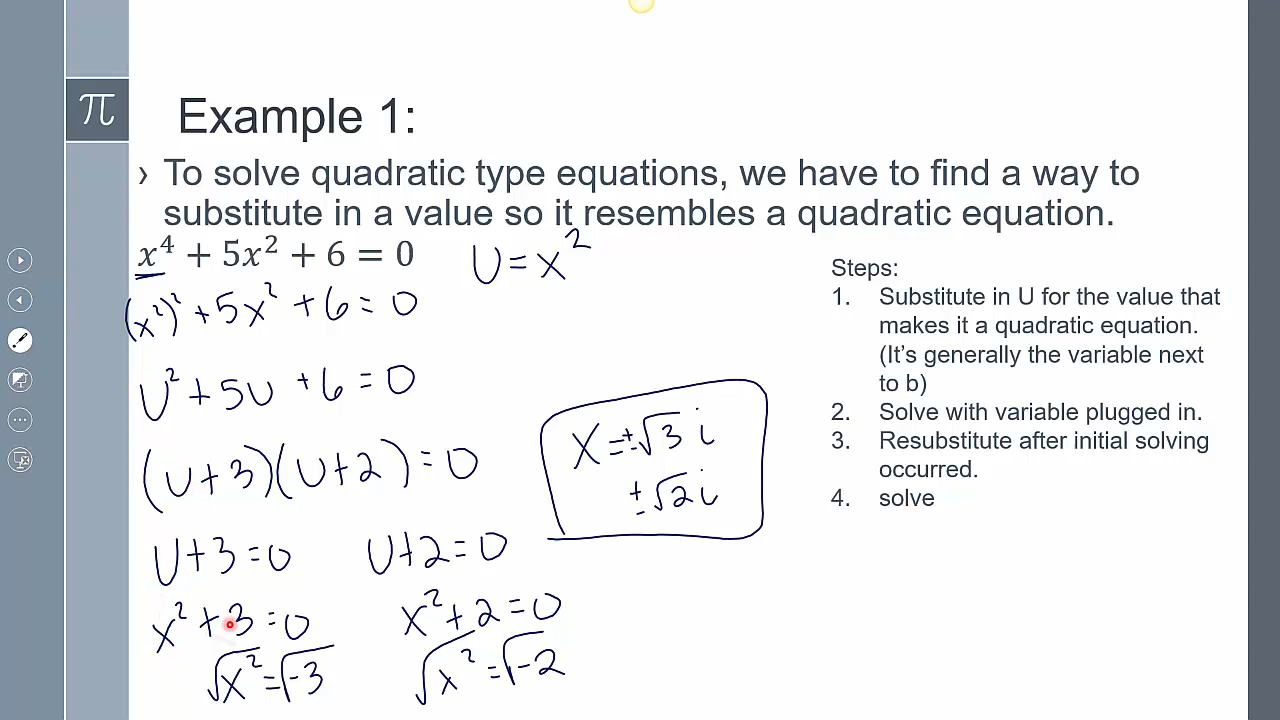 π
Example 1:
› To solve quadratic type equations, we have to find a way to
substitute in a value so it resembles a quadratic equation.
x⁴ + 5x² + 6 = 0
U = x²
(x²)² + 5x² + 6 = 0
U² + 5U + 6 = 0
(U + 3)(U + 2) = 0
U + 3 = 0 U + 2 = 0
x² + 3 = 0 x² + 2 = 0
√x² = √-3 √x² = √-2
X = ±√3 i
±√2 i
Steps:
1. Substitute in U for the value that
makes it a quadratic equation.
(It's generally the variable next
to b)
2. Solve with variable plugged in.
3. Resubstitute after initial solving
occurred.
4. solve